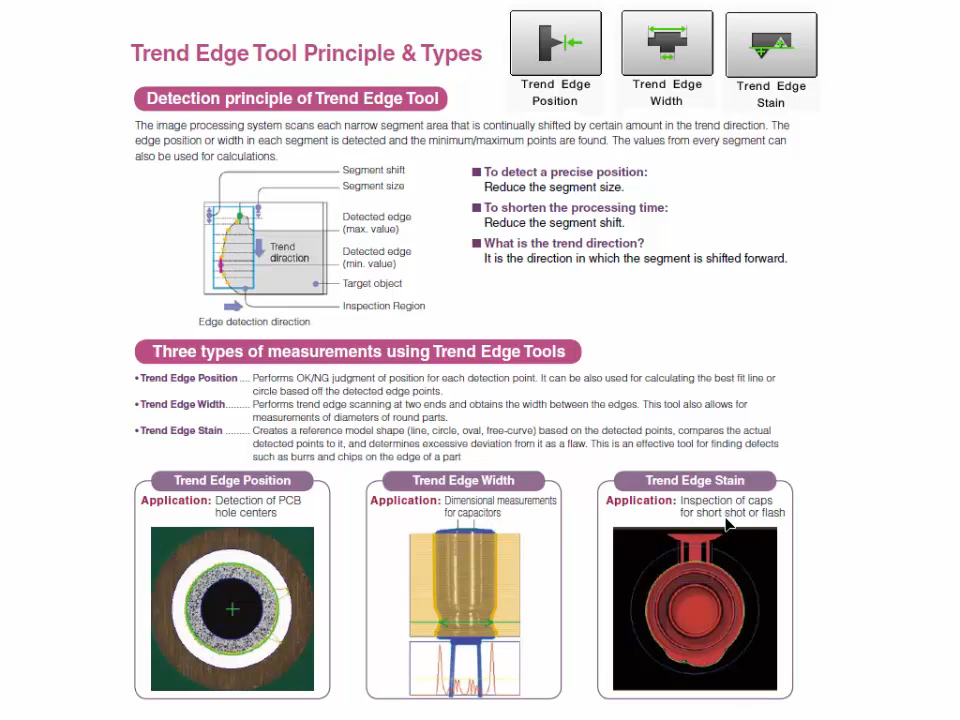 Trend Edge Tool Principle & Types
Trend Edge
Position
Trend Edge
Width
Trend Edge
Stain
Detection principle of Trend Edge Tool
The image processing system scans each narrow segment area that is continually shifted by certain amount in the trend direction. The
edge position or width in each segment is detected and the minimum/maximum points are found. The values from every segment can
also be used for calculations.
Segment shift
Segment size
Detected edge
(max. value)
Trend
direction
Detected edge
(min. value)
Target object
Inspection Region
Edge detection direction
■ To detect a precise position:
Reduce the segment size.
■ To shorten the processing time:
Reduce the segment shift.
■ What is the trend direction?
It is the direction in which the segment is shifted forward.
Three types of measurements using Trend Edge Tools
• Trend Edge Position .... Performs OK/NG judgment of position for each detection point. It can be also used for calculating the best fit line or
circle based off the detected edge points.
• Trend Edge Width......... Performs trend edge scanning at two ends and obtains the width between the edges. This tool also allows for
measurements of diameters of round parts.
• Trend Edge Stain ......... Creates a reference model shape (line, circle, oval, free-curve) based on the detected points, compares the actual
detected points to it, and determines excessive deviation from it as a flaw. This is an effective tool for finding defects
such as burrs and chips on the edge of a part
Trend Edge Position
Application: Detection of PCB
hole centers
Trend Edge Width
Application: Dimensional measurements
for capacitors
Trend Edge Stain
Application: Inspection of caps
for short shot or flash